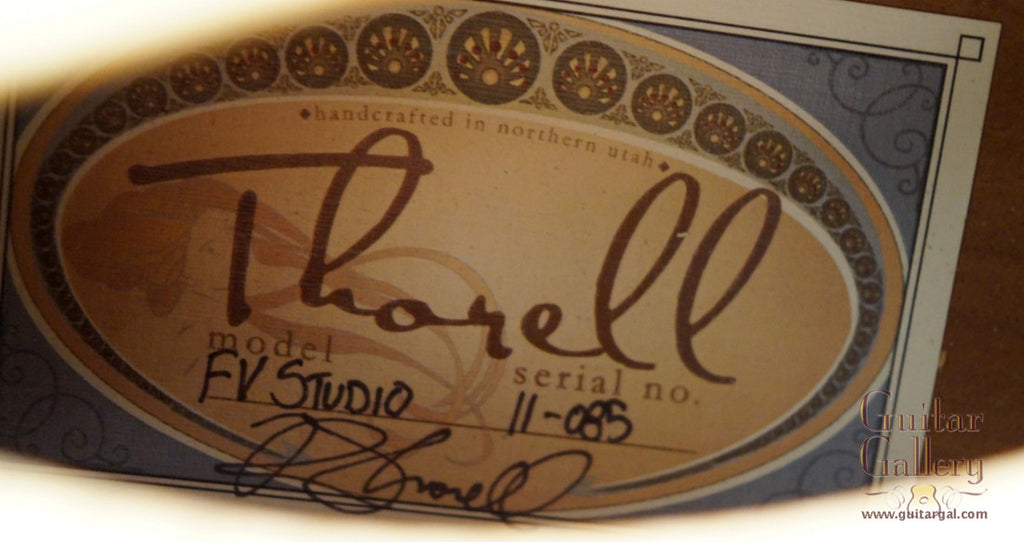 ◆handcrafted in northern utah◆
Thorell
model
FV STUDIO
serial no.
11-085
Guitar
Gallery
www.guitargal.com